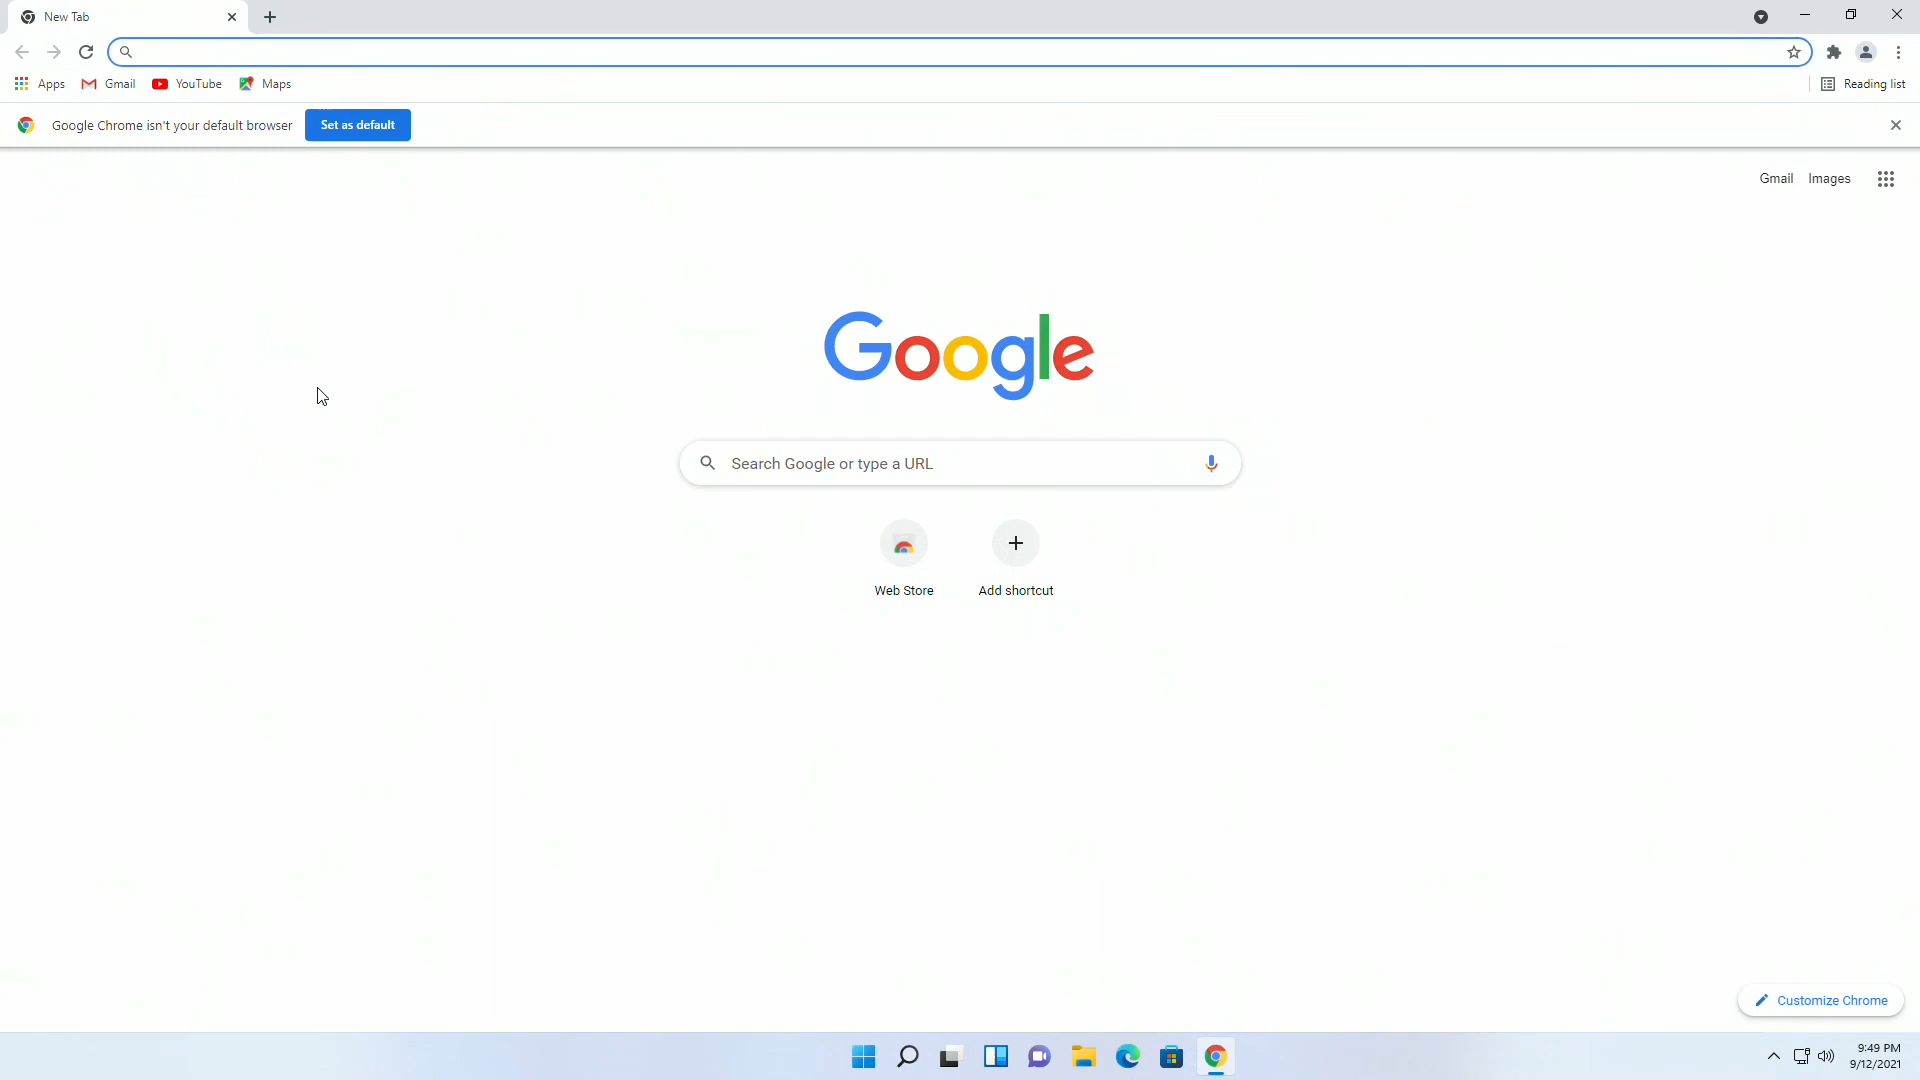 New Tab
Apps Gmail YouTube Maps Reading list
Google Chrome isn't your default browser Set as default
Gmail Images
Google
Search Google or type a URL
Web Store Add shortcut
Customize Chrome
9:49 PM
9/12/2021